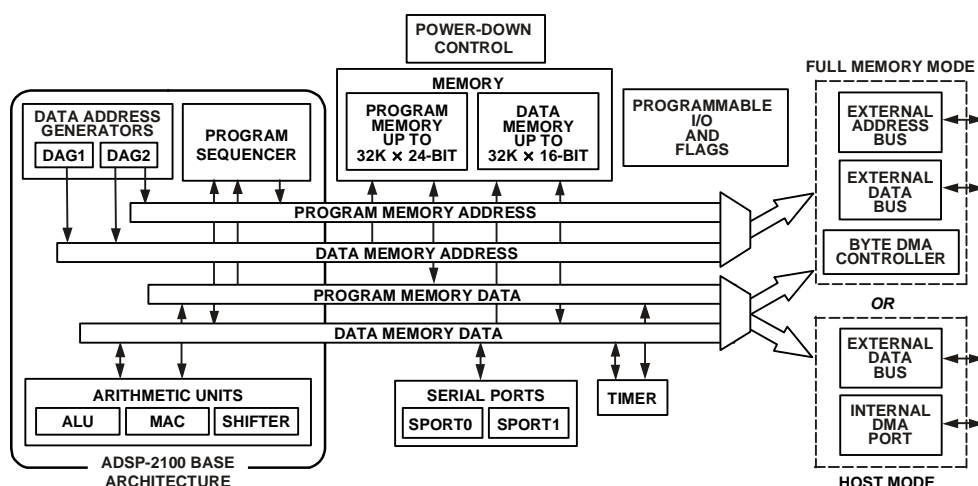 POWER-DOWN
CONTROL
FULL MEMORY MODE
MEMORY
DATA ADDRESS
GENERATORS
DAG1
DAG2
PROGRAM
SEQUENCER
PROGRAM
MEMORY
UP TO
32K × 24-BIT
DATA
MEMORY
UP TO
32K × 16-BIT
PROGRAMMABLE
I/O
AND
FLAGS
EXTERNAL
ADDRESS
BUS
EXTERNAL
DATA
BUS
BYTE DMA
CONTROLLER
PROGRAM MEMORY ADDRESS
DATA MEMORY ADDRESS
PROGRAM MEMORY DATA
DATA MEMORY DATA
OR
ARITHMETIC UNITS
ALU
MAC
SHIFTER
SERIAL PORTS
SPORT0
SPORT1
TIMER
EXTERNAL
DATA
BUS
INTERNAL
DMA
PORT
ADSP-2100 BASE
ARCHITECTURE
HOST MODE